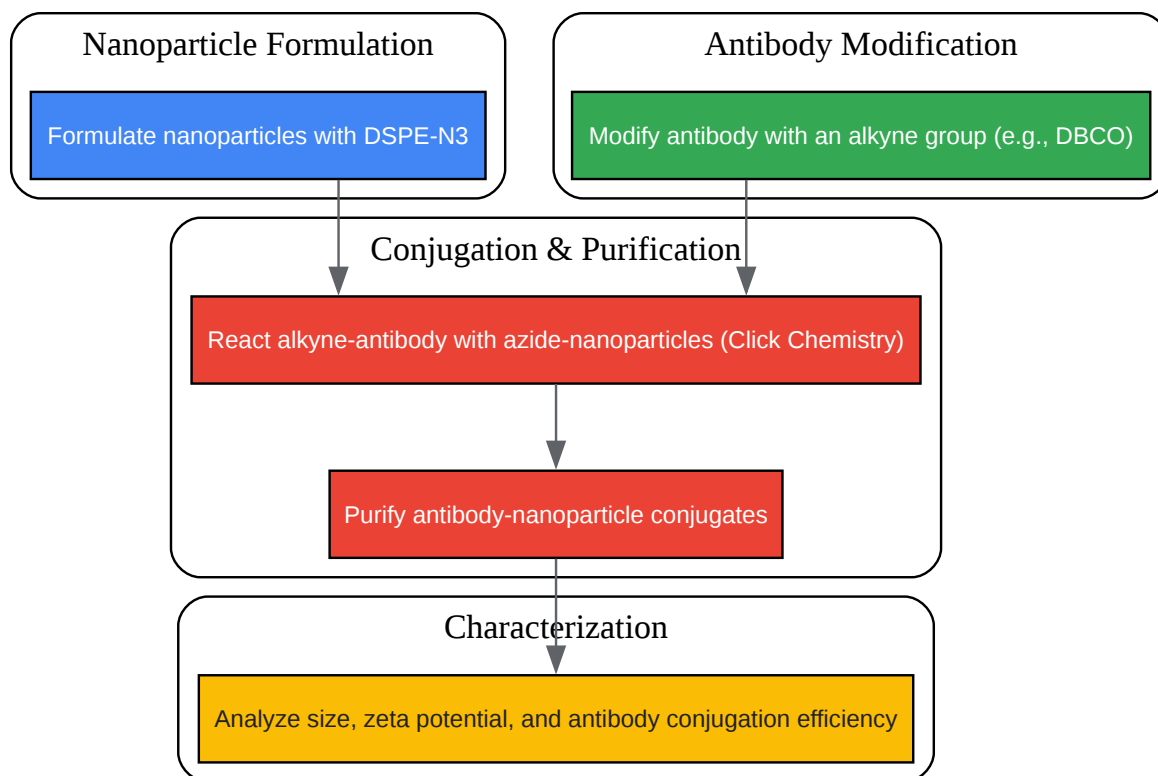 Nanoparticle Formulation
Antibody Modification
Formulate nanoparticles with DSPE-N3
Modify antibody with an alkyne group (e.g., DBCO)
Conjugation & Purification
React alkyne-antibody with azide-nanoparticles (Click Chemistry)
Purify antibody-nanoparticle conjugates
Characterization
Analyze size, zeta potential, and antibody conjugation efficiency